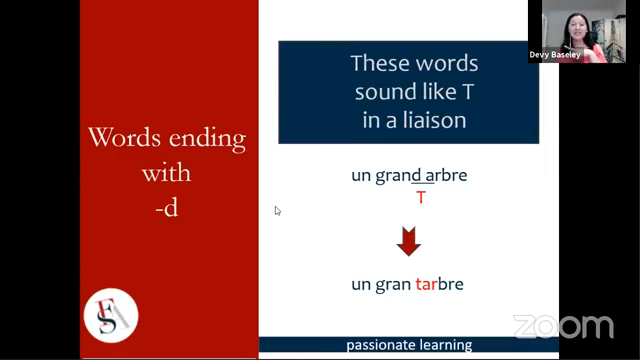 Devy Baseley
These words
sound like T
in a liaison
Words ending
with
-d
un grand arbre
T
un gran tarbre
passionate learning
zoom